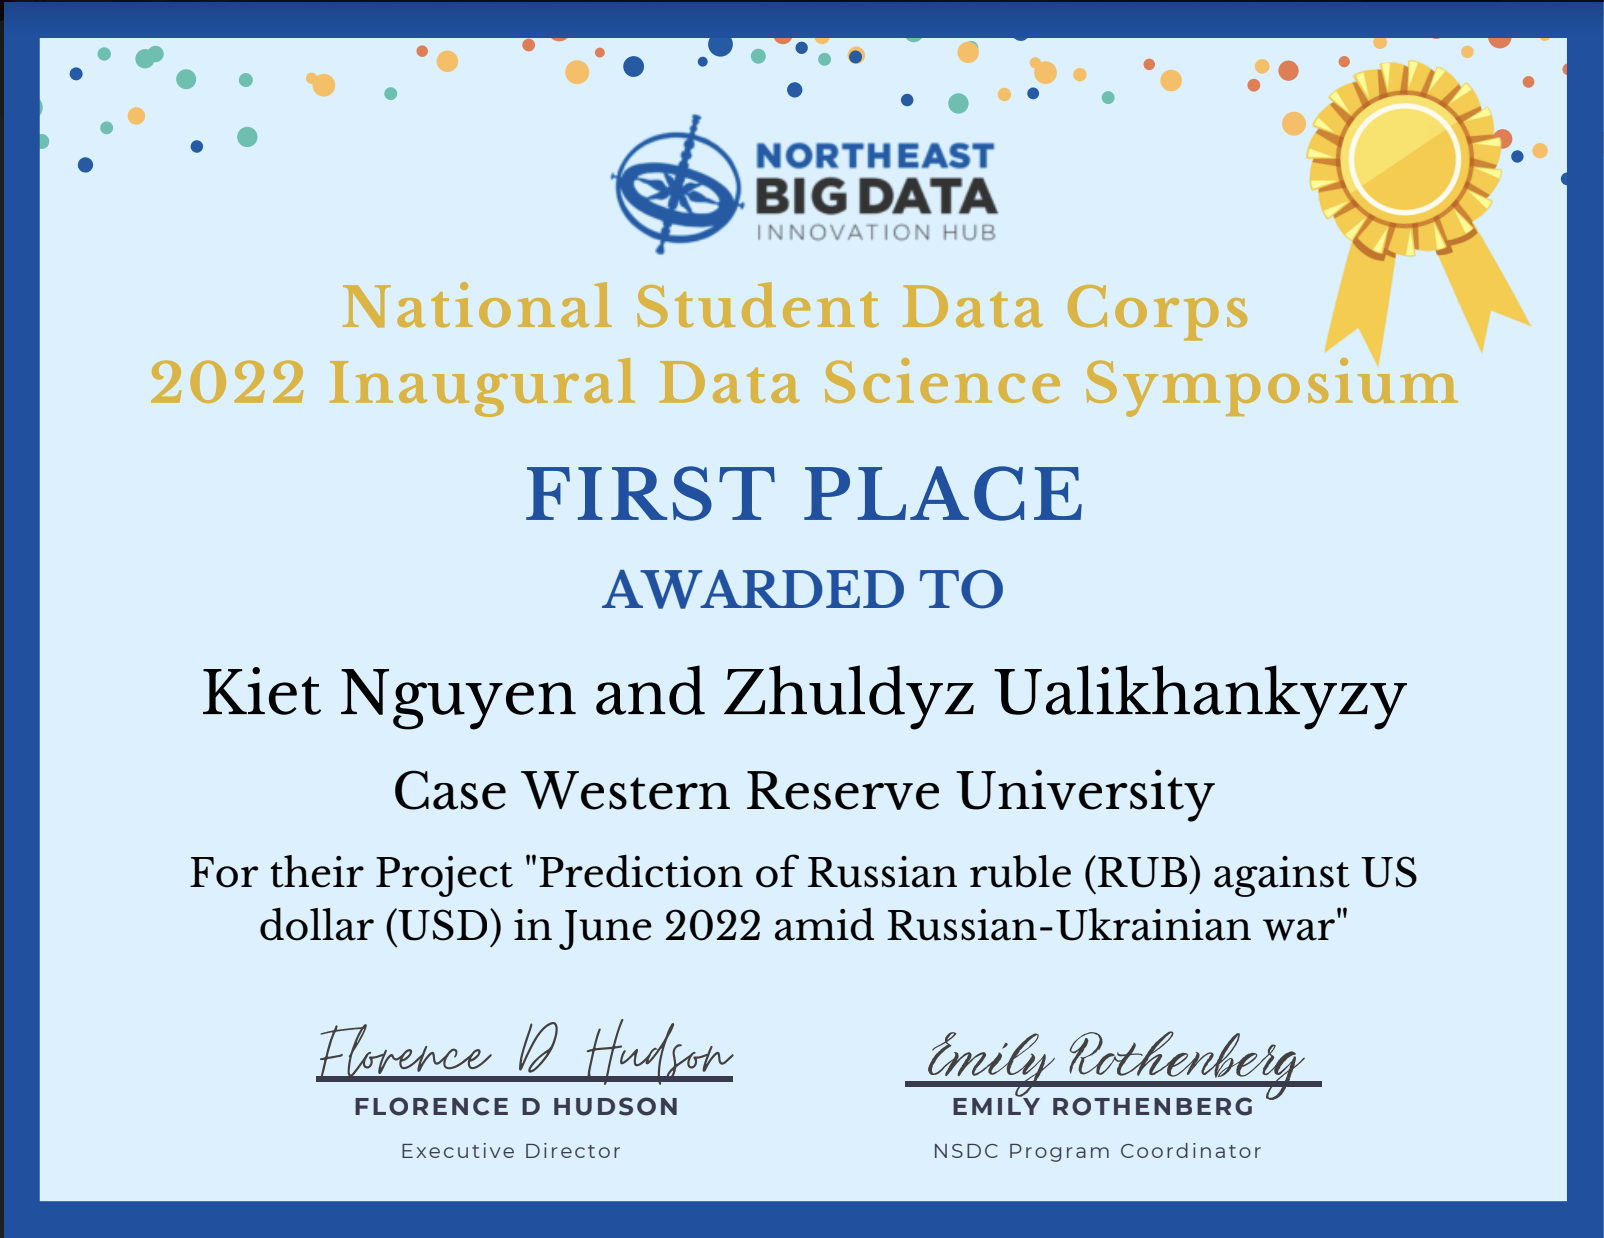 NORTHEAST
BIG DATA
INNOVATION HUB
National Student Data Corps
2022 Inaugural Data Science Symposium
FIRST PLACE
AWARDED TO
Kiet Nguyen and Zhuldyz Ualikhankyzy
Case Western Reserve University
For their Project "Prediction of Russian ruble (RUB) against US
dollar (USD) in June 2022 amid Russian-Ukrainian war"
Florence D Hudson
FLORENCE D HUDSON
Executive Director
Emily Rothenberg
EMILY ROTHENBERG
NSDC Program Coordinator